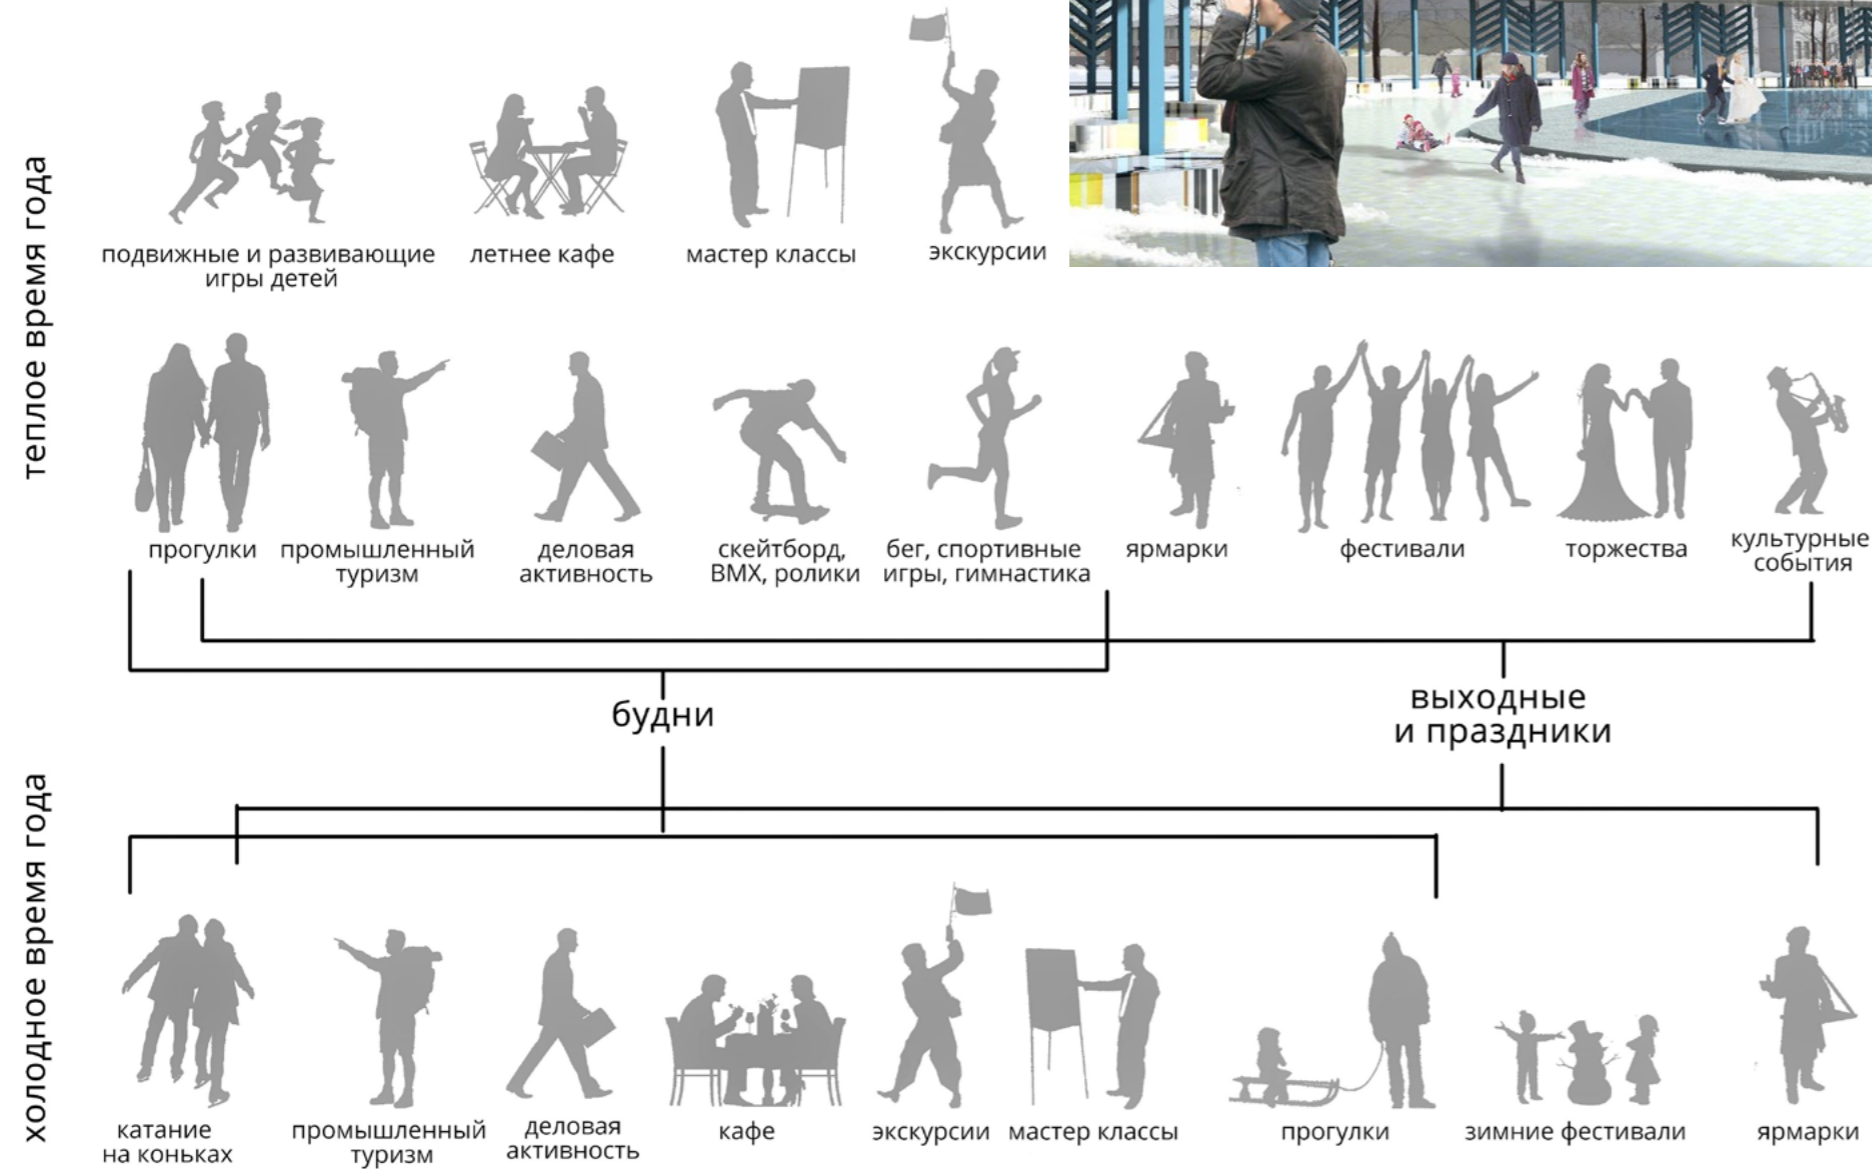 теплое время года
подвижные и развивающие
игры детей
летнее кафе
мастер классы
экскурсии
прогулки
промышленный
туризм
деловая
активность
скейтборд,
BMX, ролики
бег, спортивные
игры, гимнастика
ярмарки
фестивали
торжества
культурные
события
будни
выходные
и праздники
холодное время года
катание
на коньках
промышленный
туризм
деловая
активность
кафе
экскурсии
мастер классы
прогулки
зимние фестивали
ярмарки